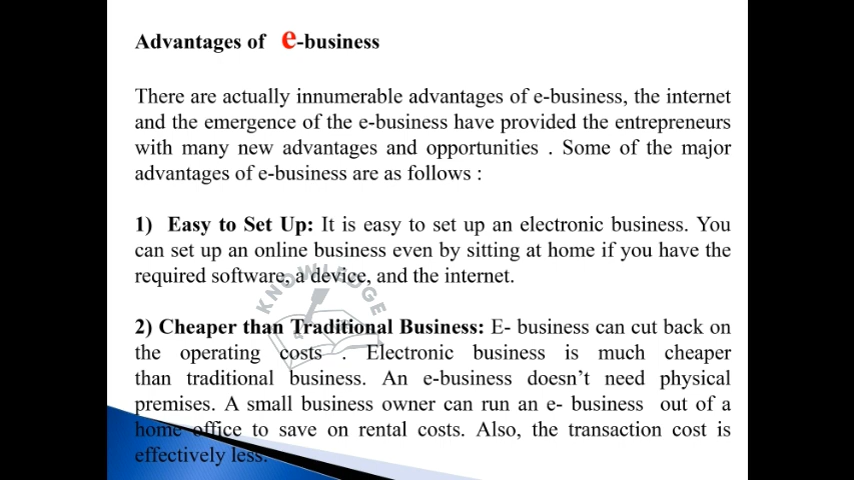 Advantages of e-business
There are actually innumerable advantages of e-business, the internet
and the emergence of the e-business have provided the entrepreneurs
with many new advantages and opportunities . Some of the major
advantages of e-business are as follows :
1) Easy to Set Up: It is easy to set up an electronic business. You
can set up an online business even by sitting at home if you have the
required software, a device, and the internet.
KNOWLEDGE
2) Cheaper than Traditional Business: E- business can cut back on
the operating costs . Electronic business is much cheaper
than traditional business. An e-business doesn’t need physical
premises. A small business owner can run an e- business out of a
home office to save on rental costs. Also, the transaction cost is
effectively less.